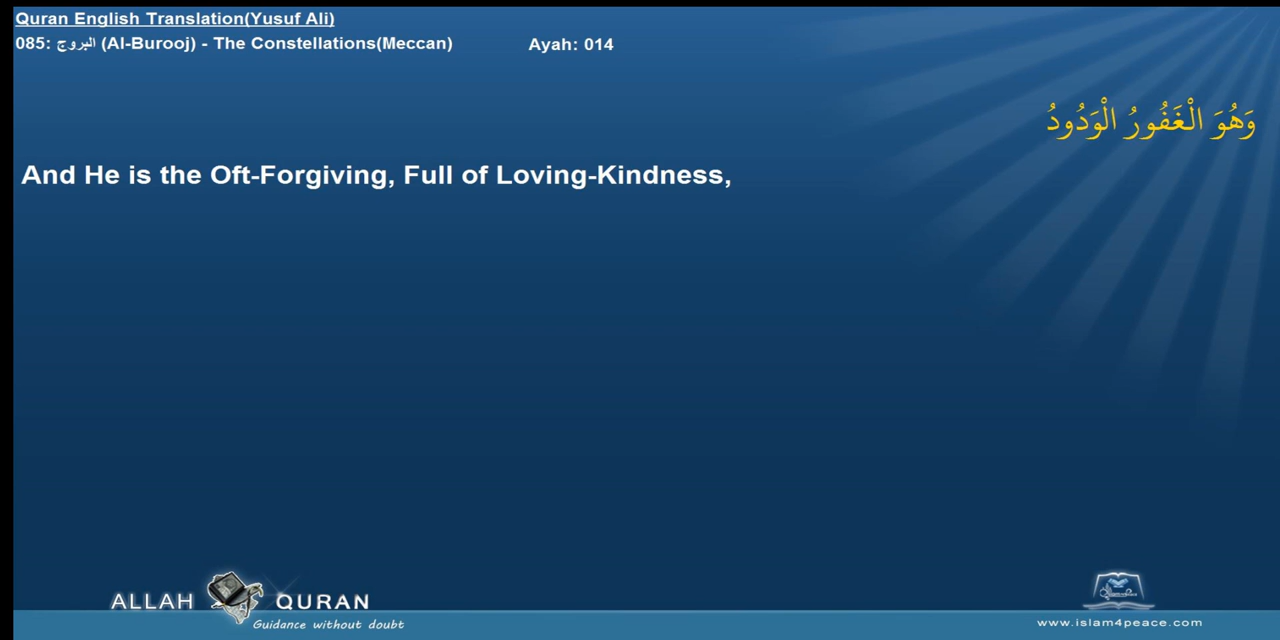 Quran English Translation(Yusuf Ali)
085: البروج (Al-Burooj) - The Constellations(Meccan) Ayah: 014
وَهُوَ الْغَفُورُ الْوَدُودُ
And He is the Oft-Forgiving, Full of Loving-Kindness,
ALLAH QURAN
Guidance without doubt
www.islam4peace.com